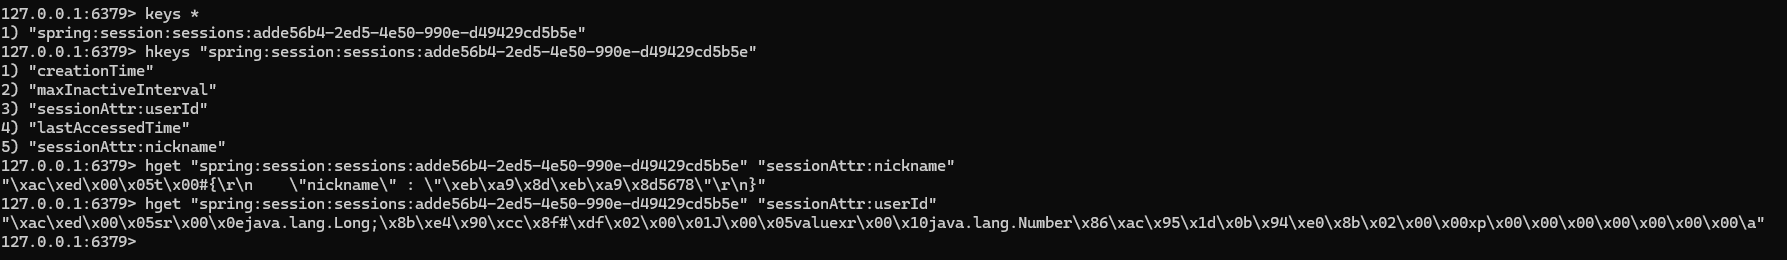 127.0.0.1:6379> keys *
1) "spring:session:sessions:adde56b4-2ed5-4e50-990e-d49429cd5b5e"
127.0.0.1:6379> hkeys "spring:session:sessions:adde56b4-2ed5-4e50-990e-d49429cd5b5e"
1) "creationTime"
2) "maxInactiveInterval"
3) "sessionAttr:userId"
4) "lastAccessedTime"
5) "sessionAttr:nickname"
127.0.0.1:6379> hget "spring:session:sessions:adde56b4-2ed5-4e50-990e-d49429cd5b5e" "sessionAttr:nickname"
"\xac\xed\x00\x05t\x00#{\r\n    \"nickname\" : \"\xeb\xa9\x8d\xeb\xa9\x8d5678\"\r\n}"
127.0.0.1:6379> hget "spring:session:sessions:adde56b4-2ed5-4e50-990e-d49429cd5b5e" "sessionAttr:userId"
"\xac\xed\x00\x05sr\x00\x0ejava.lang.Long;\x8b\xe4\x90\xcc\x8f#\xdf\x02\x00\x01J\x00\x05valuexr\x00\x10java.lang.Number\x86\xac\x95\x1d\x0b\x94\xe0\x8b\x02\x00\x00xp\x00\x00\x00\x00\x00\x00\x00\a"
127.0.0.1:6379>